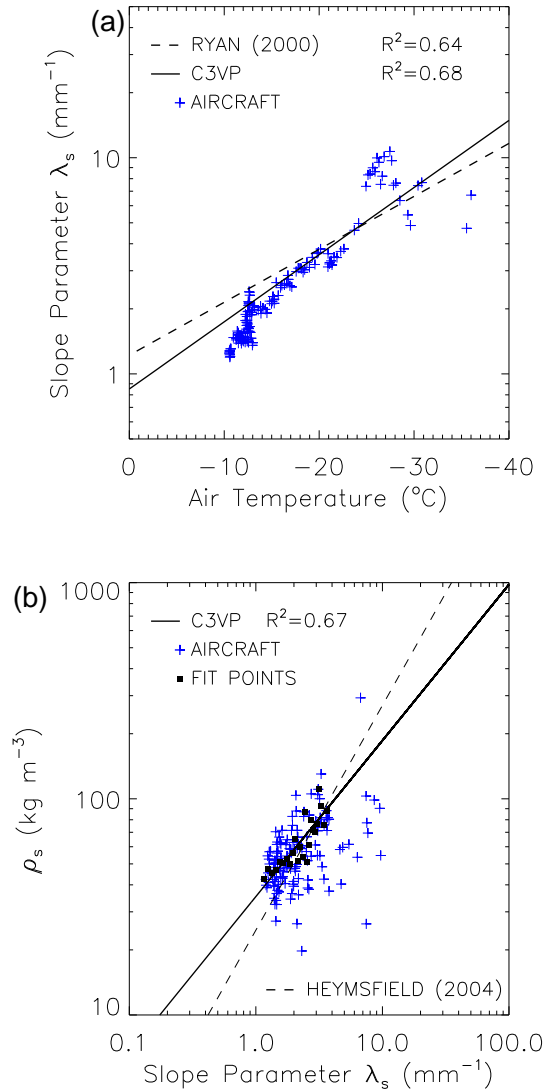 (a)
RYAN (2000) R²=0.64
C3VP R²=0.68
AIRCRAFT
Slope Parameter λs (mm⁻¹)
10
1
0 −10 −20 −30 −40
Air Temperature (°C)
(b)
1000
C3VP R²=0.67
AIRCRAFT
FIT POINTS
ρs (kg m⁻³)
100
HEYMSFIELD (2004)
10
0.1 1.0 10.0 100.0
Slope Parameter λs (mm⁻¹)